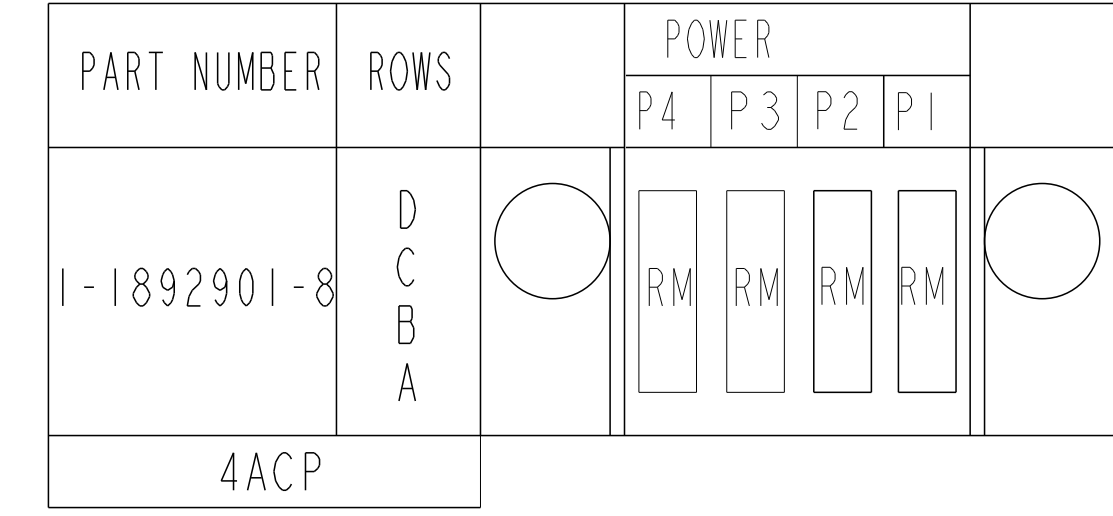 PART NUMBER ROWS POWER
P4 P3 P2 P1
D
C
1-1892901-8 RM RM RM RM
B
A
4ACP